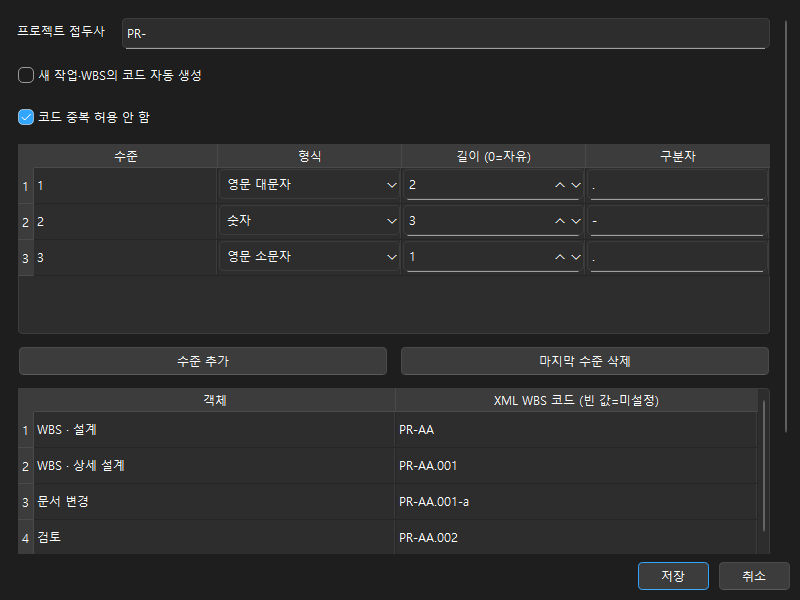 프로젝트 접두사 PR-
새 작업·WBS의 코드 자동 생성
코드 중복 허용 안 함
수준 형식 길이 (0=자유) 구분자
1 1 영문 대문자 2 .
2 2 숫자 3 -
3 3 영문 소문자 1 .
수준 추가 마지막 수준 삭제
객체 XML WBS 코드 (빈 값=미설정)
1 WBS · 설계 PR-AA
2 WBS · 상세 설계 PR-AA.001
3 문서 변경 PR-AA.001-a
4 검토 PR-AA.002
저장 취소